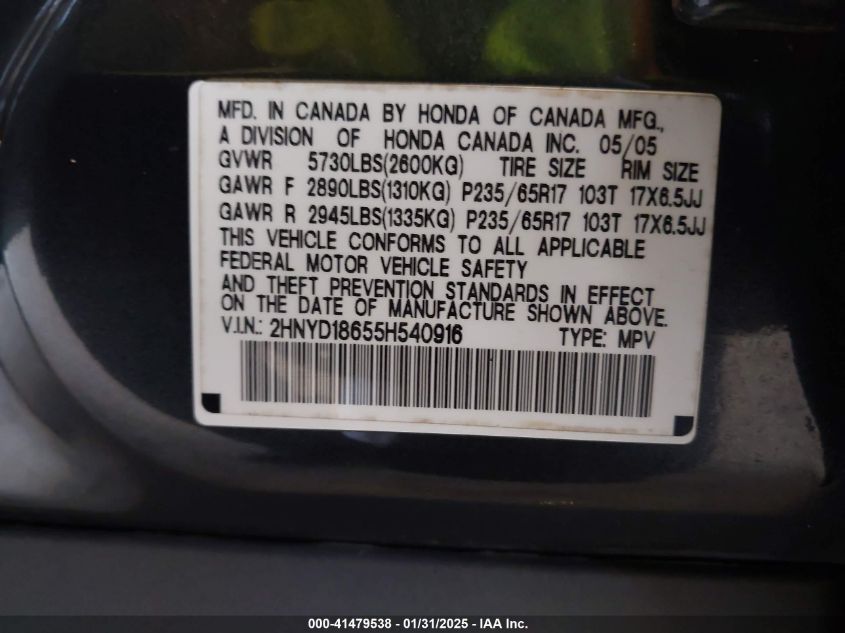 MFD. IN CANADA BY HONDA OF CANADA MFG.,
A DIVISION OF HONDA CANADA INC. 05/05
GVWR 5730LBS(2600KG) TIRE SIZE RIM SIZE
GAWR F 2890LBS(1310KG) P235/65R17 103T 17X6.5JJ
GAWR R 2945LBS(1335KG) P235/65R17 103T 17X6.5JJ
THIS VEHICLE CONFORMS TO ALL APPLICABLE
FEDERAL MOTOR VEHICLE SAFETY
AND THEFT PREVENTION STANDARDS IN EFFECT
ON THE DATE OF MANUFACTURE SHOWN ABOVE.
V.I.N.: 2HNYD18655H540916 TYPE: MPV
000-41479538 - 01/31/2025 - IAA Inc.